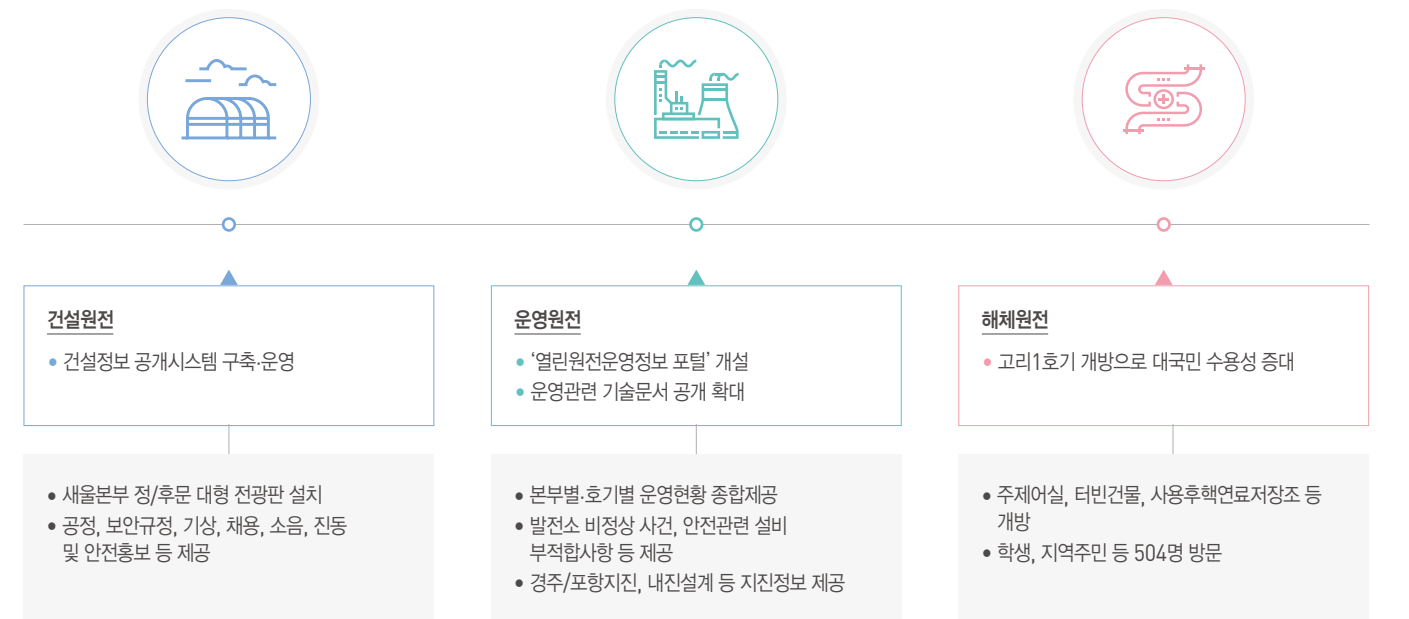 건설원전
• 건설정보 공개시스템 구축·운영
• 새울본부 정/후문 대형 전광판 설치
• 공정, 보안규정, 기상, 채용, 소음, 진동
및 안전홍보 등 제공
운영원전
• ‘열린원전운영정보 포털’ 개설
• 운영관련 기술문서 공개 확대
• 본부별·호기별 운영현황 종합제공
• 발전소 비정상 사건, 안전관련 설비
부적합사항 등 제공
• 경주/포항지진, 내진설계 등 지진정보 제공
해체원전
• 고리1호기 개방으로 대국민 수용성 증대
• 주제어실, 터빈건물, 사용후핵연료저장조 등
개방
• 학생, 지역주민 등 504명 방문